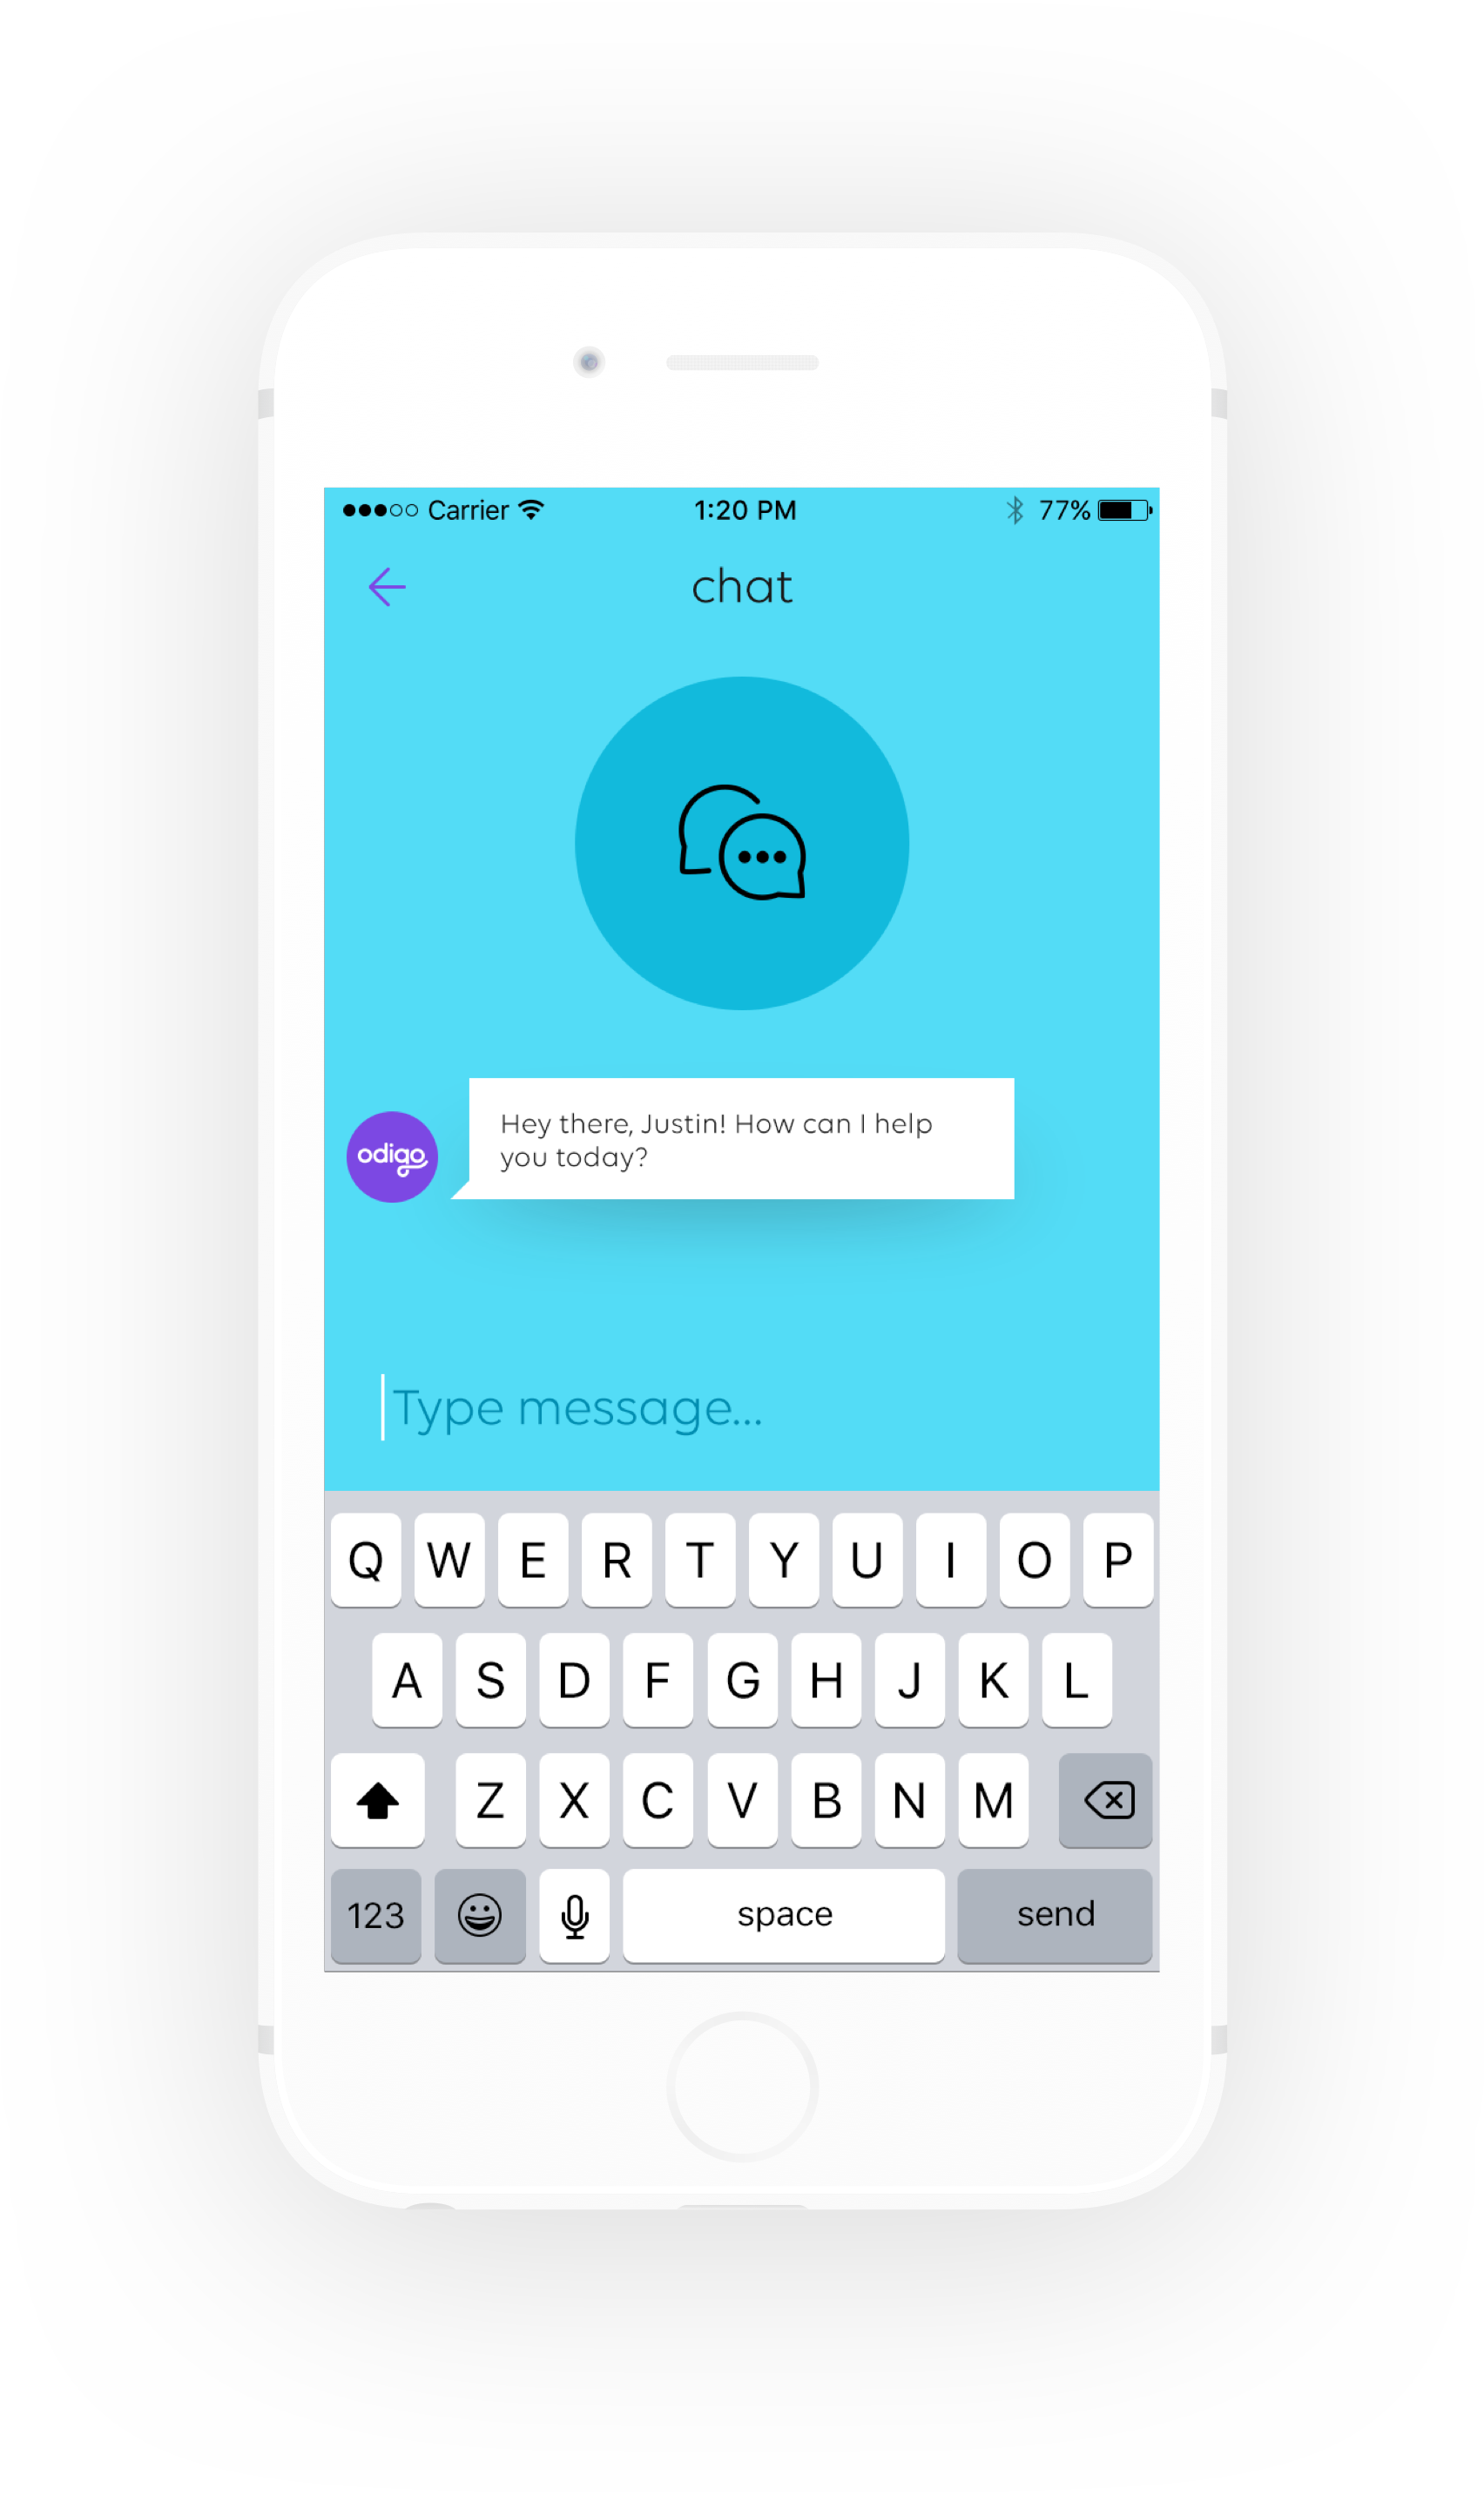 Carrier 1:20 PM 77%
chat
Hey there, Justin! How can I help
you today?
odigo
Type message...
Q W E R T Y U I O P
A S D F G H J K L
Z X C V B N M
123 space send